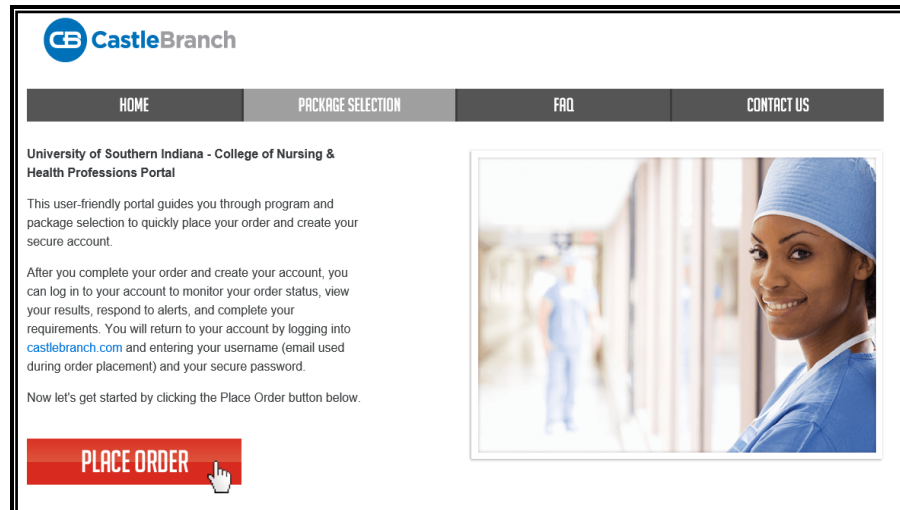 CB CastleBranch
HOME PACKAGE SELECTION FAQ CONTACT US
University of Southern Indiana - College of Nursing &
Health Professions Portal
This user-friendly portal guides you through program and
package selection to quickly place your order and create your
secure account.
After you complete your order and create your account, you
can log in to your account to monitor your order status, view
your results, respond to alerts, and complete your
requirements. You will return to your account by logging into
castlebranch.com and entering your username (email used
during order placement) and your secure password.
Now let's get started by clicking the Place Order button below.
PLACE ORDER